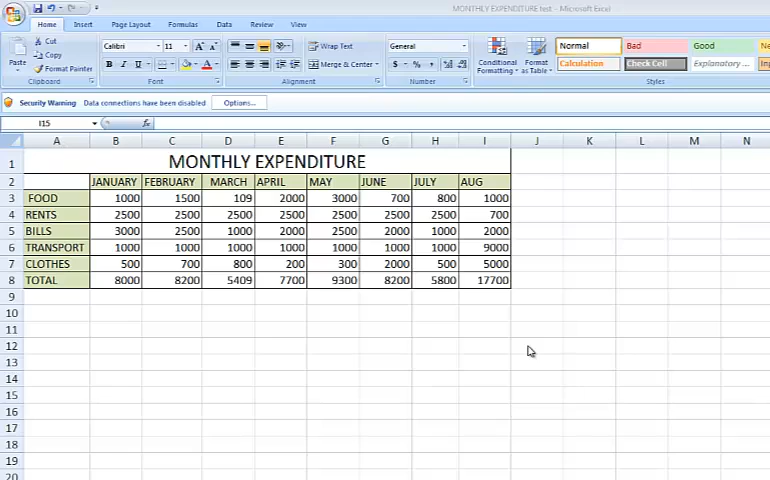 MONTHLY EXPENDITURE test - Microsoft Excel
Home Insert Page Layout Formulas Data Review View
Cut
Copy
Format Painter
Paste
Clipboard
Calibri 11 A A
B I U A
Font
Wrap Text
Merge & Center
Alignment
General
$ % ,
Number
Conditional Formatting
Format as Table
Normal Bad Good
Calculation Check Cell Explanatory ...
Styles
Security Warning Data connections have been disabled Options...
I15 fx
A B C D E F G H I J K L M N
1 MONTHLY EXPENDITURE
2 JANUARY FEBRUARY MARCH APRIL MAY JUNE JULY AUG
3 FOOD 1000 1500 109 2000 3000 700 800 1000
4 RENTS 2500 2500 2500 2500 2500 2500 2500 700
5 BILLS 3000 2500 1000 2000 2500 2000 1000 2000
6 TRANSPORT 1000 1000 1000 1000 1000 1000 1000 9000
7 CLOTHES 500 700 800 200 300 2000 500 5000
8 TOTAL 8000 8200 5409 7700 9300 8200 5800 17700
9
10
11
12
13
14
15
16
17
18
19
20